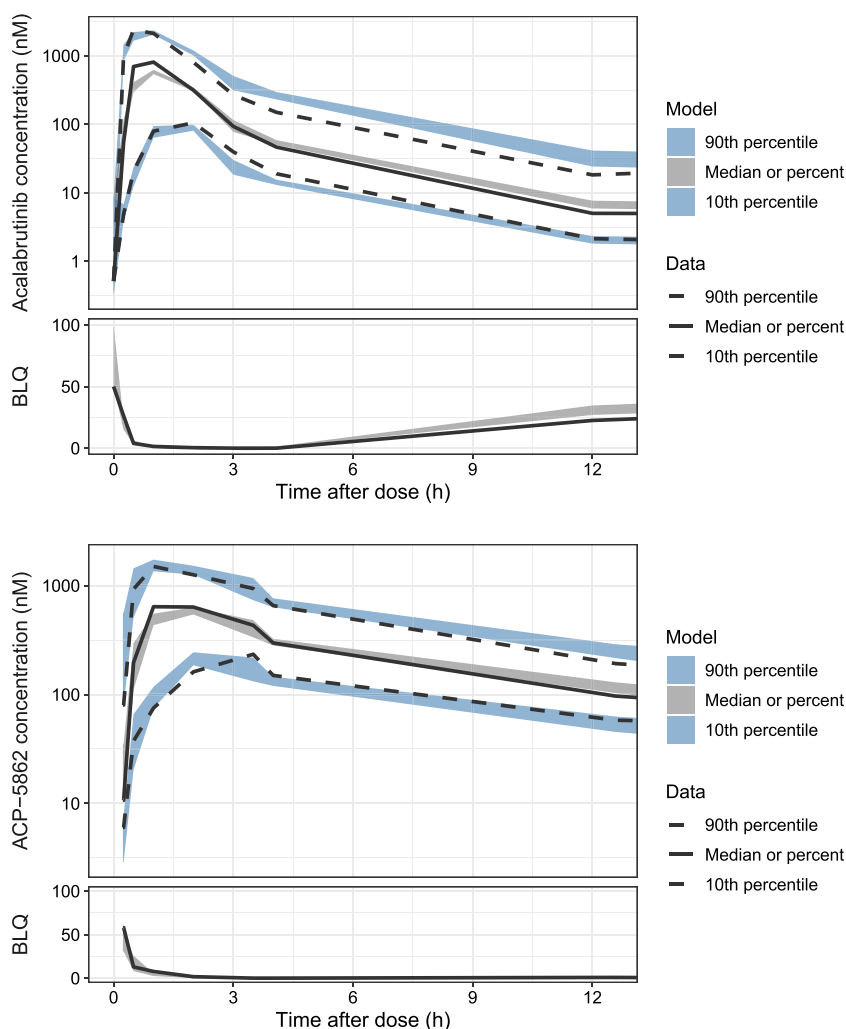 Acalabrutinib concentration (nM)
1000
100
10
1
BLQ
100
50
0
0 3 6 9 12
Time after dose (h)
Model
90th percentile
Median or percent
10th percentile
Data
90th percentile
Median or percent
10th percentile
ACP−5862 concentration (nM)
1000
100
10
BLQ
100
50
0
0 3 6 9 12
Time after dose (h)
Model
90th percentile
Median or percent
10th percentile
Data
90th percentile
Median or percent
10th percentile